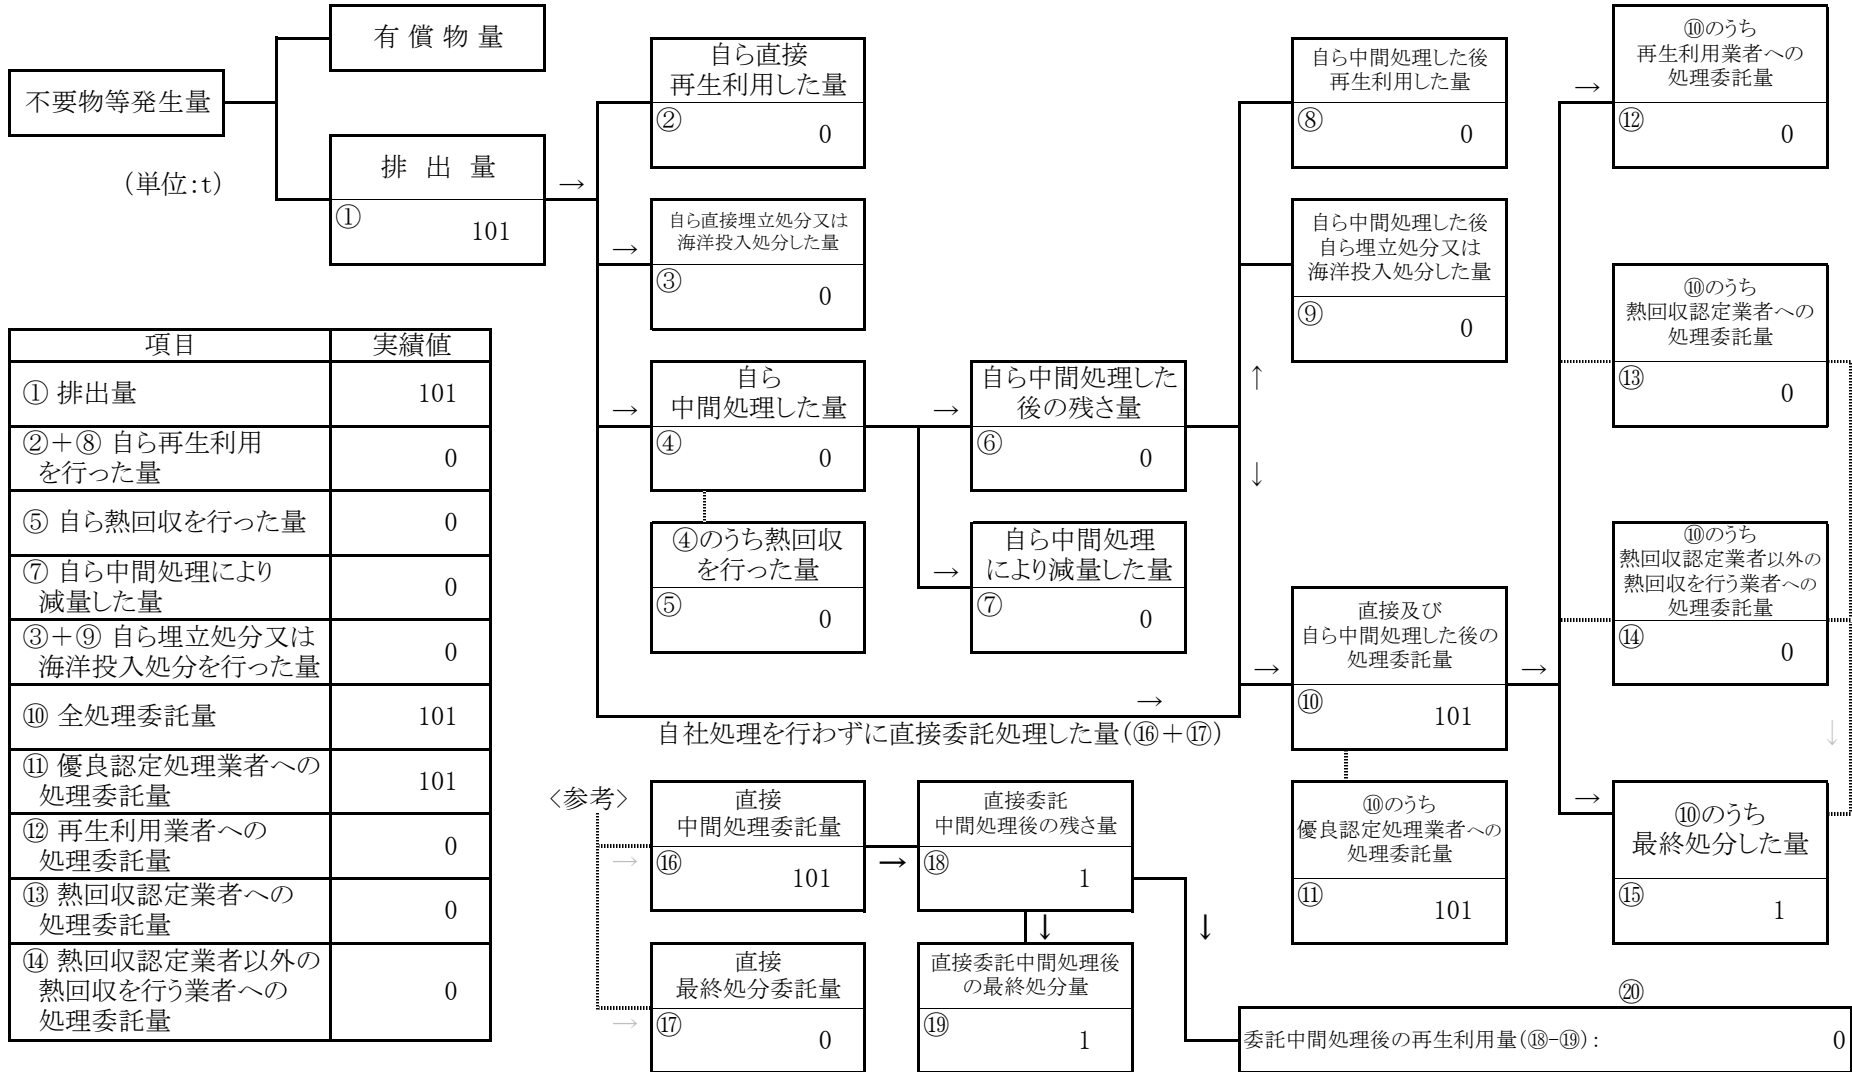 不要物等発生量
(単位:t)
有 償 物 量
排 出 量
①
101
→
自ら直接
再生利用した量
②
0
→
自ら直接埋立処分又は
海洋投入処分した量
③
0
→
自ら
中間処理した量
④
0
④のうち熱回収
を行った量
⑤
0
→
自ら中間処理した
後の残さ量
⑥
0
→
自ら中間処理
により減量した量
⑦
0
↑
↓
自ら中間処理した後
再生利用した量
⑧
0
自ら中間処理した後
自ら埋立処分又は
海洋投入処分した量
⑨
0
→
自社処理を行わずに直接委託処理した量(⑯+⑰)
→
直接及び
自ら中間処理した後の
処理委託量
⑩
101
⑩のうち
優良認定処理業者への
処理委託量
⑪
101
→
→
⑩のうち
再生利用業者への
処理委託量
⑫
0
⑩のうち
熱回収認定業者への
処理委託量
⑬
0
⑩のうち
熱回収認定業者以外の
熱回収を行う業者への
処理委託量
⑭
0
↓
→
⑩のうち
最終処分した量
⑮
1
項目 実績値
① 排出量 101
②+⑧ 自ら再生利用
を行った量 0
⑤ 自ら熱回収を行った量 0
⑦ 自ら中間処理により
減量した量 0
③+⑨ 自ら埋立処分又は
海洋投入処分を行った量 0
⑩ 全処理委託量 101
⑪ 優良認定処理業者への
処理委託量 101
⑫ 再生利用業者への
処理委託量 0
⑬ 熱回収認定業者への
処理委託量 0
⑭ 熱回収認定業者以外の
熱回収を行う業者への
処理委託量 0
<参考>
→
直接
中間処理委託量
⑯
101
→
直接委託
中間処理後の残さ量
⑱
1
↓
↓
→
直接
最終処分委託量
⑰
0
直接委託中間処理後
の最終処分量
⑲
1
⑳
委託中間処理後の再生利用量(⑱-⑲): 0